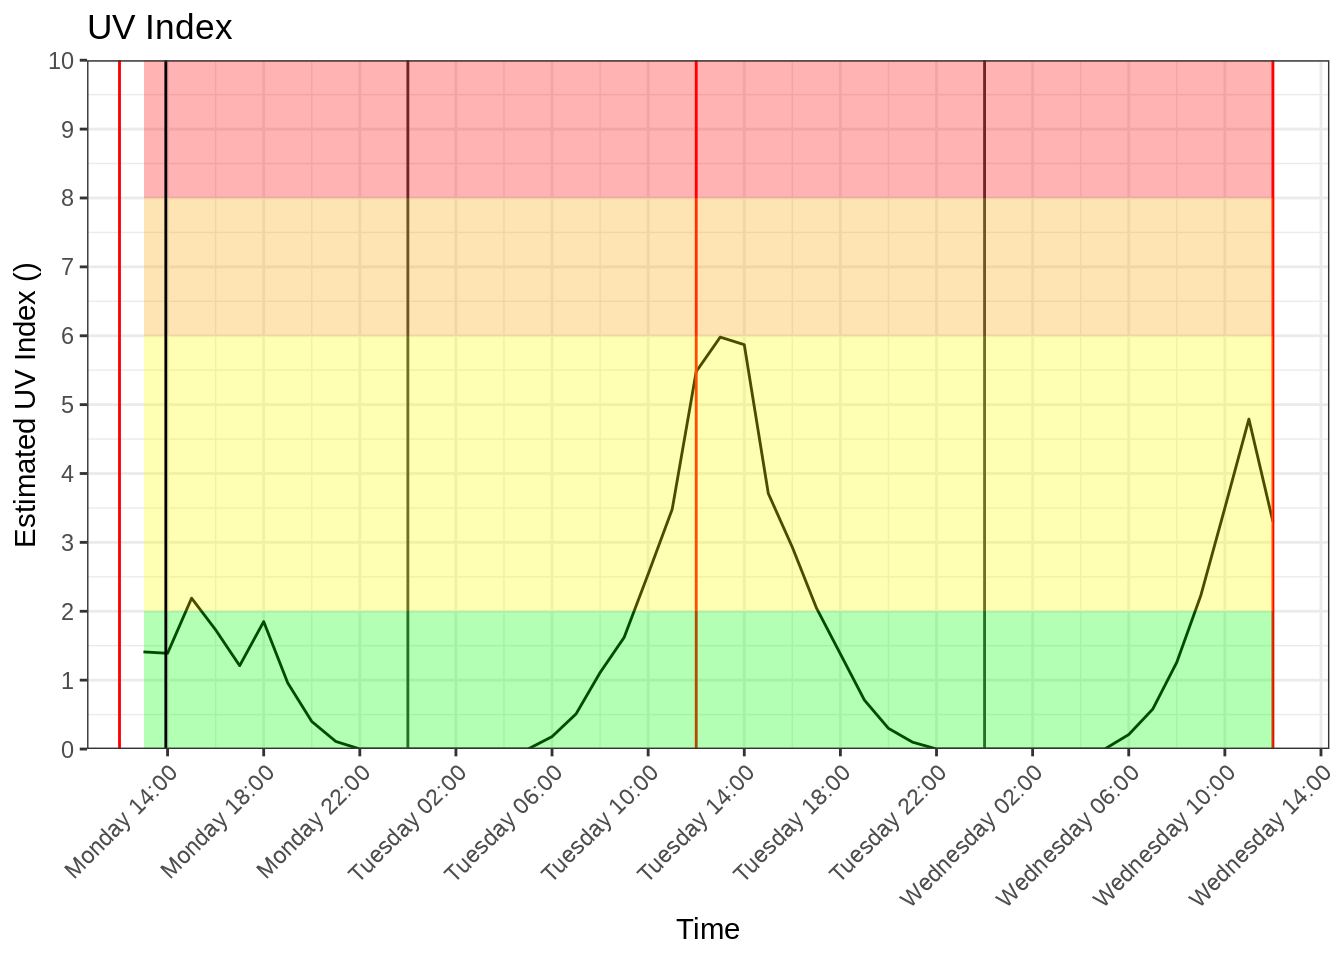 UV Index
Estimated UV Index ()
10
9
8
7
6
5
4
3
2
1
0
Monday 14:00
Monday 18:00
Monday 22:00
Tuesday 02:00
Tuesday 06:00
Tuesday 10:00
Tuesday 14:00
Tuesday 18:00
Tuesday 22:00
Wednesday 02:00
Wednesday 06:00
Wednesday 10:00
Wednesday 14:00
Time